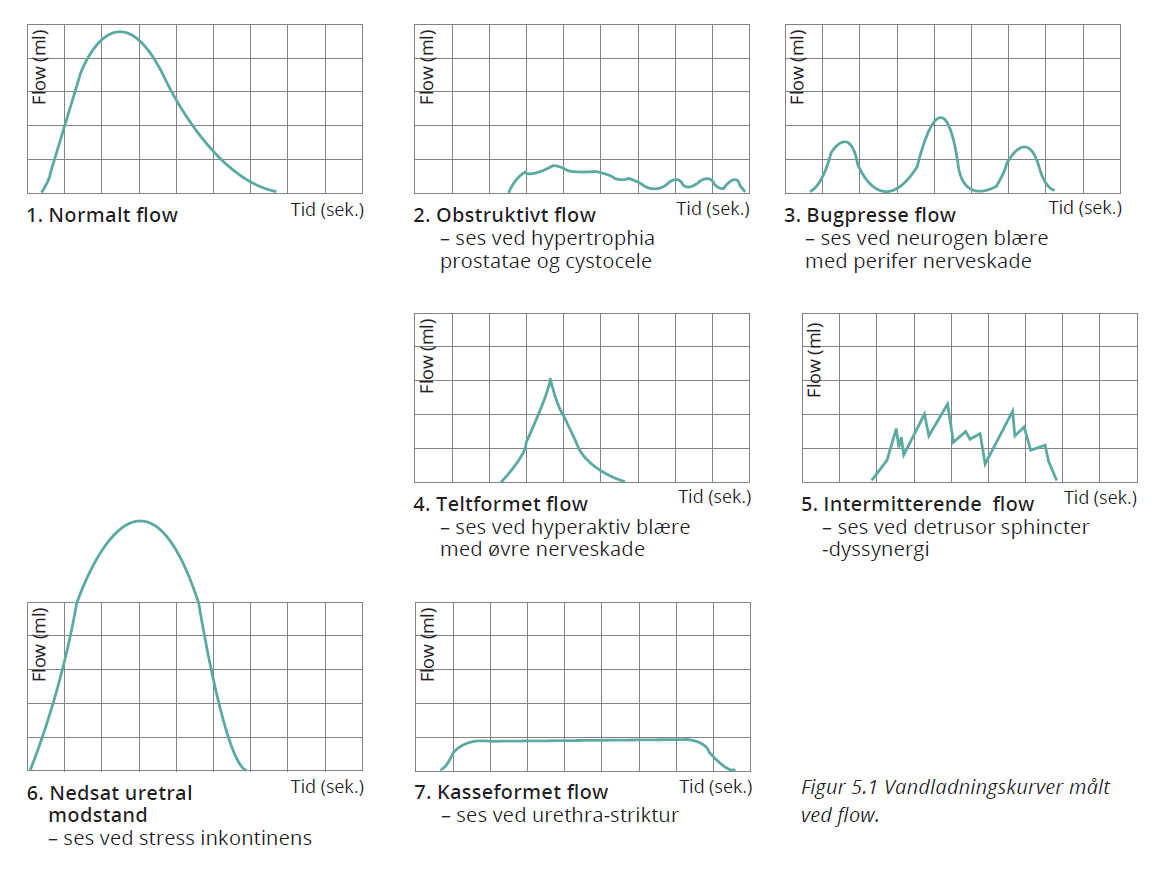 Flow (ml)
Tid (sek.)
1. Normalt flow
Flow (ml)
Tid (sek.)
2. Obstruktivt flow
– ses ved hypertrophia
prostatae og cystocele
Flow (ml)
Tid (sek.)
3. Bugpresse flow
– ses ved neurogen blære
med perifer nerveskade
Flow (ml)
Tid (sek.)
4. Teltformet flow
– ses ved hyperaktiv blære
med øvre nerveskade
Flow (ml)
Tid (sek.)
5. Intermitterende flow
– ses ved detrusor sphincter
-dyssynergi
Flow (ml)
Tid (sek.)
6. Nedsat uretral
modstand
– ses ved stress inkontinens
Flow (ml)
Tid (sek.)
7. Kasseformet flow
– ses ved urethra-striktur
Figur 5.1 Vandladningskurver målt
ved flow.